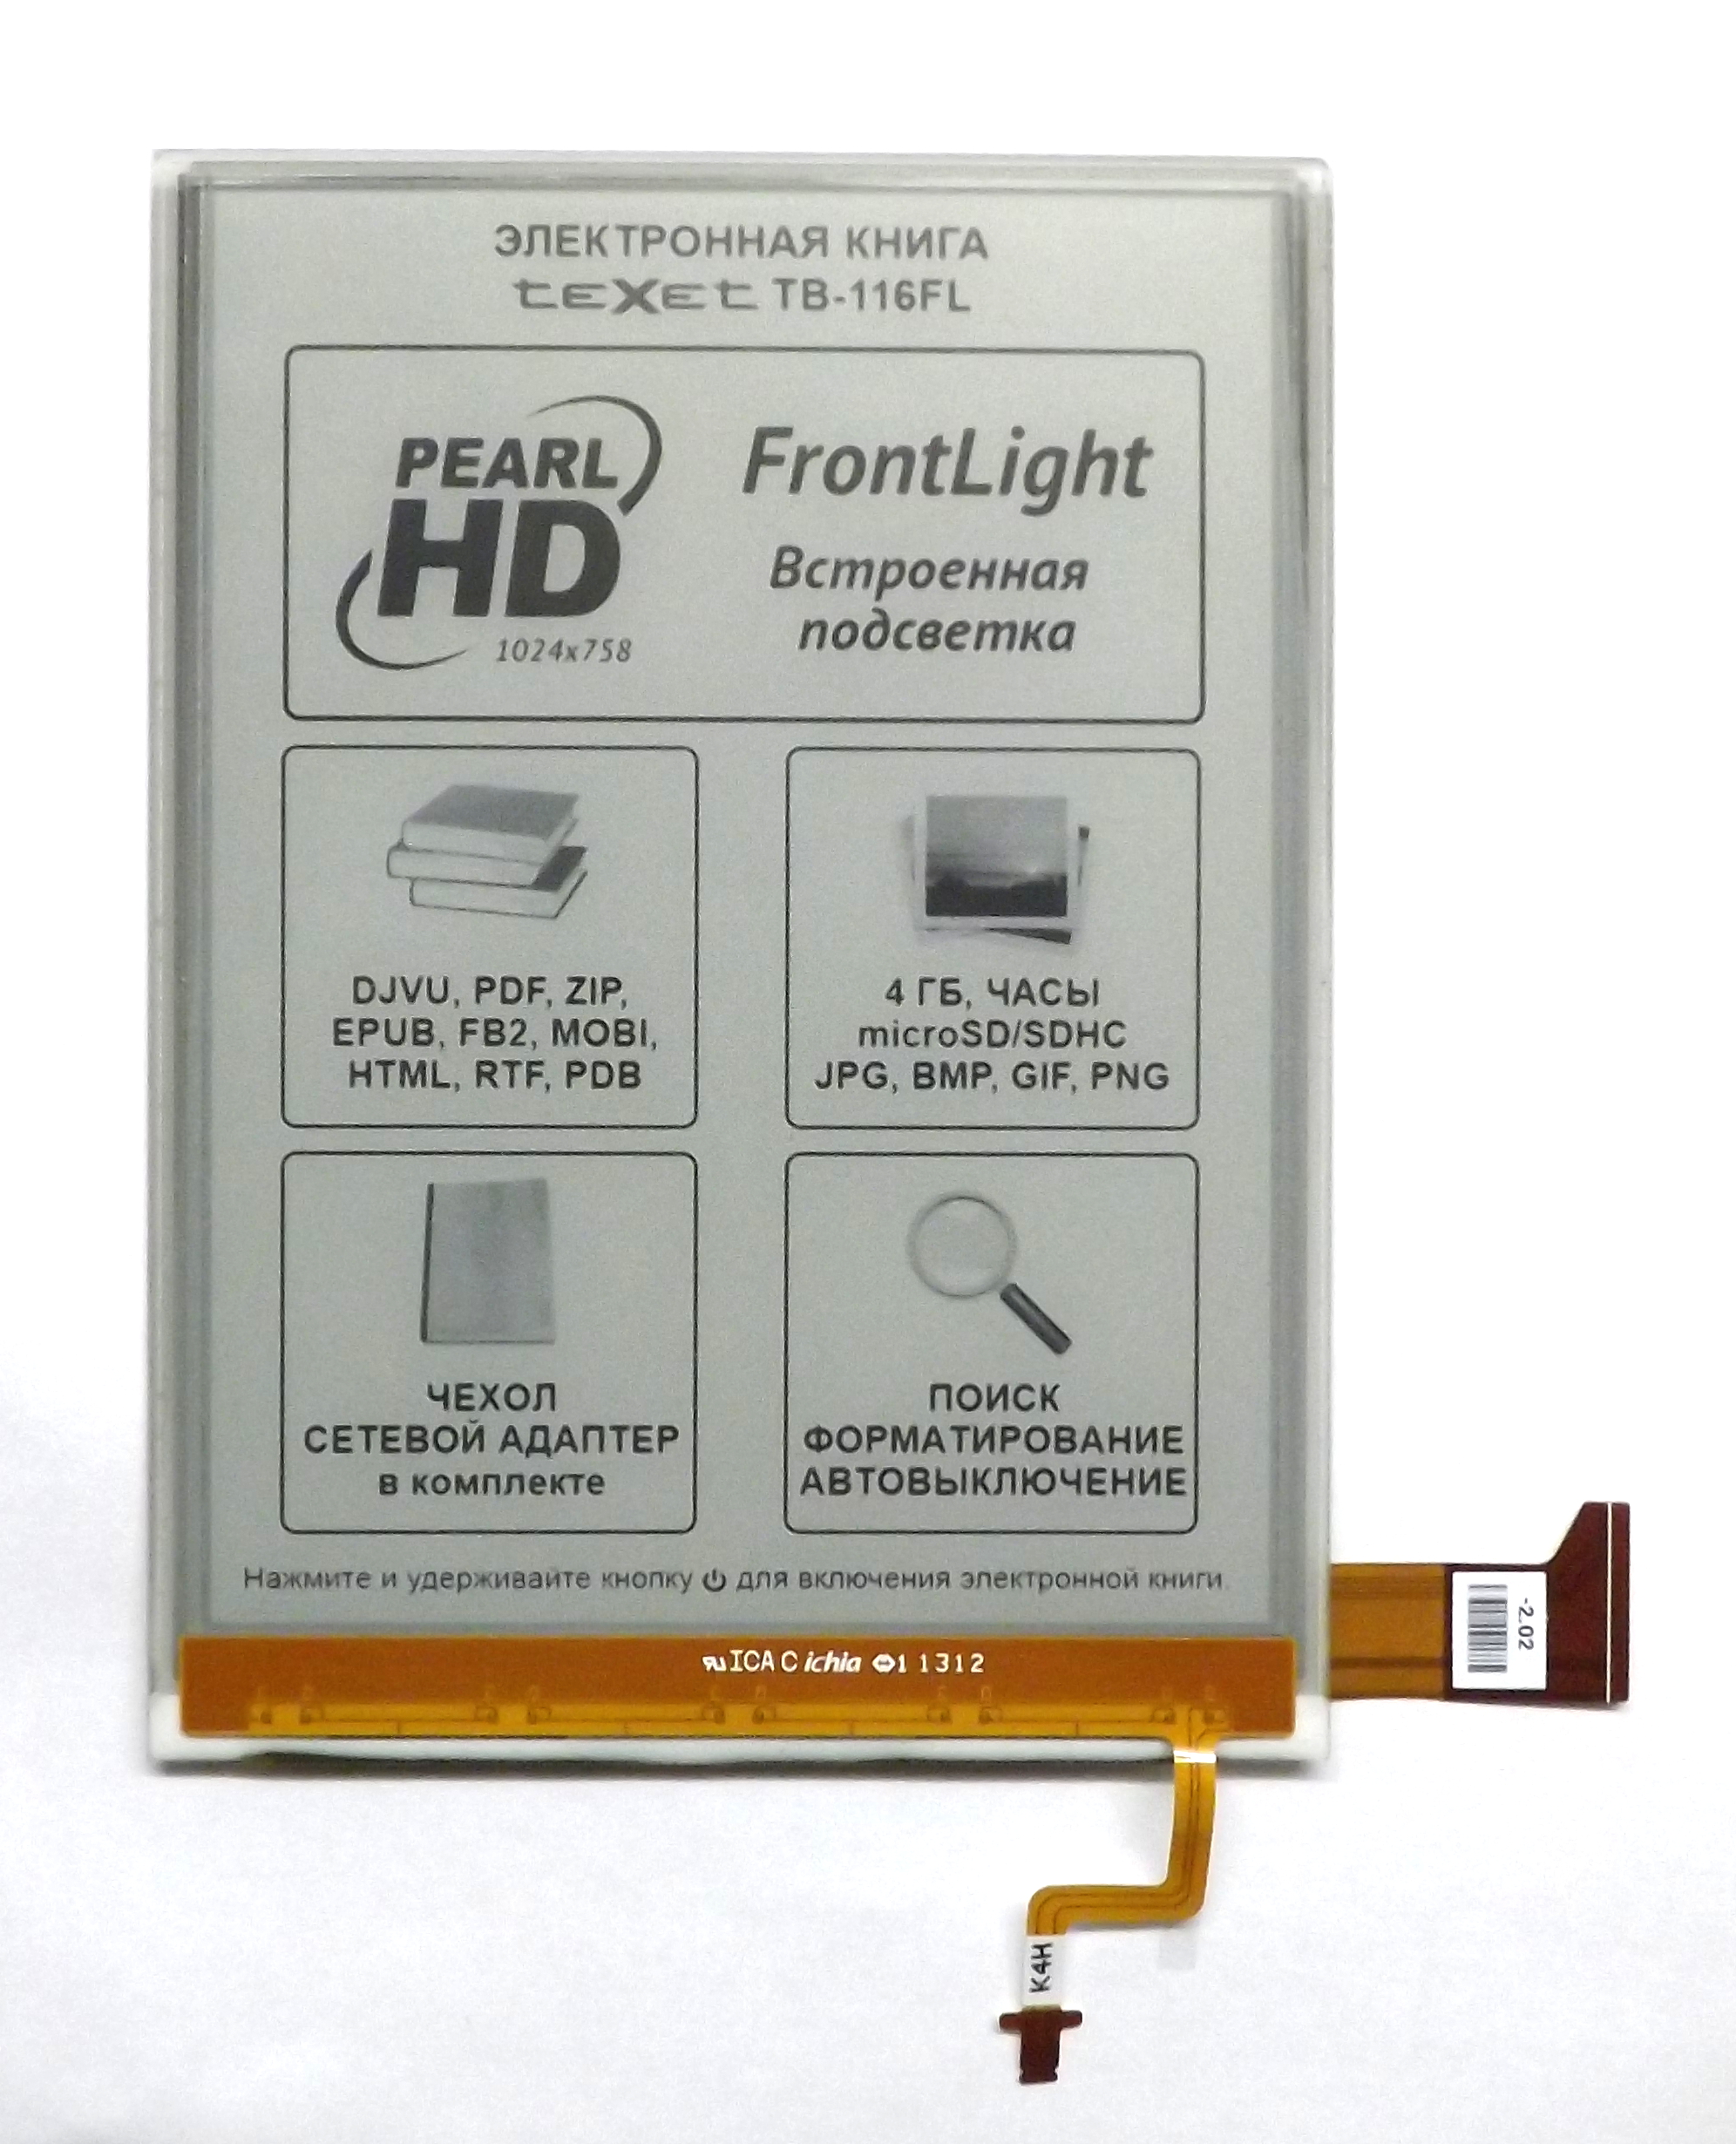 ЭЛЕКТРОННАЯ КНИГА
teXet TB-116FL
PEARL
HD
1024x758
FrontLight
Встроенная
подсветка
DJVU, PDF, ZIP,
EPUB, FB2, MOBI,
HTML, RTF, PDB
4 ГБ, ЧАСЫ
microSD/SDHC
JPG, BMP, GIF, PNG
ЧЕХОЛ
СЕТЕВОЙ АДАПТЕР
в комплекте
ПОИСК
ФОРМАТИРОВАНИЕ
АВТОВЫКЛЮЧЕНИЕ
Нажмите и удерживайте кнопку для включения электронной книги.
-2.02
ICA C ichia 1 1312
K4H